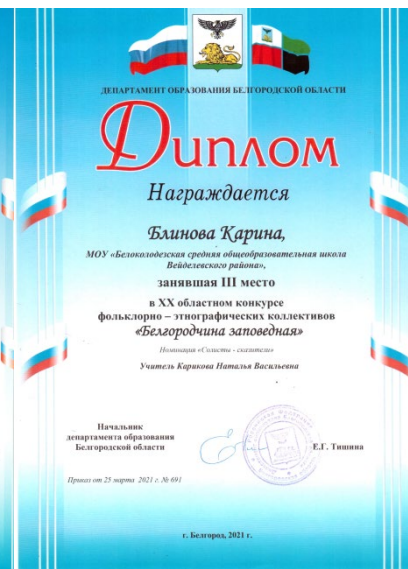 ДЕПАРТАМЕНТ ОБРАЗОВАНИЯ БЕЛГОРОДСКОЙ ОБЛАСТИ
Диплом
Награждается
Блинова Карина,
МОУ «Белоколодезская средняя общеобразовательная школа
Вейделевского района»,
занявшая III место
в XX областном конкурсе
фольклорно – этнографических коллективов
«Белгородчина заповедная»
Номинация «Солисты - сказители»
Учитель Карикова Наталья Васильевна
Начальник
департамента образования
Белгородской области
Е.Г. Тишина
Приказ от 25 марта 2021 г. № 691
г. Белгород, 2021 г.